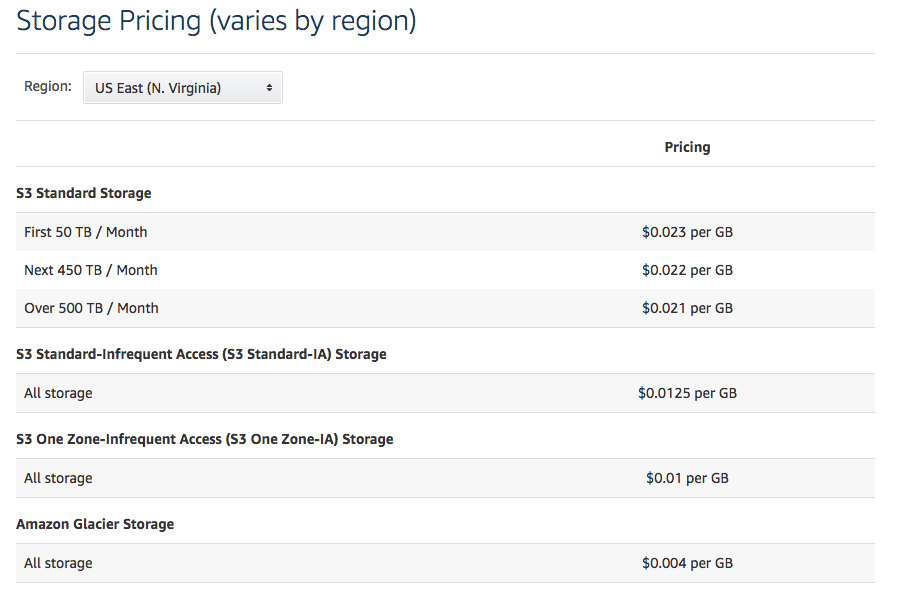 Storage Pricing (varies by region)
Region: US East (N. Virginia)
Pricing
S3 Standard Storage
First 50 TB / Month $0.023 per GB
Next 450 TB / Month $0.022 per GB
Over 500 TB / Month $0.021 per GB
S3 Standard-Infrequent Access (S3 Standard-IA) Storage
All storage $0.0125 per GB
S3 One Zone-Infrequent Access (S3 One Zone-IA) Storage
All storage $0.01 per GB
Amazon Glacier Storage
All storage $0.004 per GB